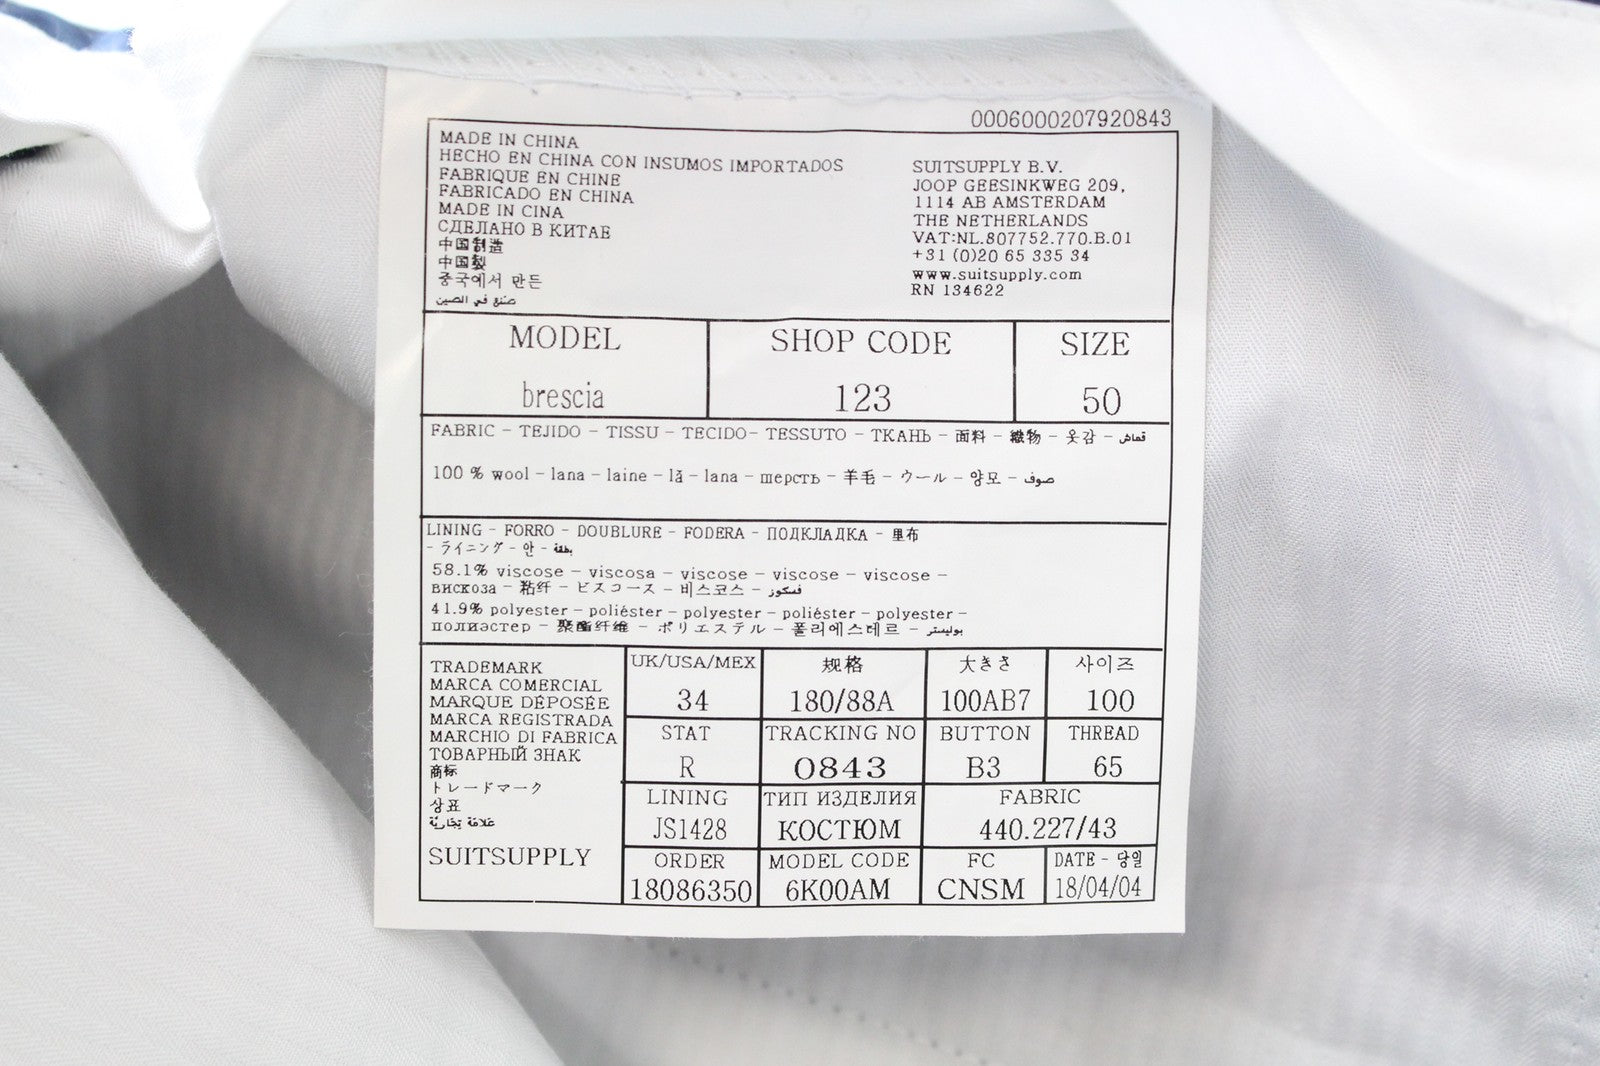 0006000207920843
MADE IN CHINA
HECHO EN CHINA CON INSUMOS IMPORTADOS
FABRIQUE EN CHINE
FABRICADO EN CHINA
MADE IN CINA
СДЕЛАНО В КИТАЕ
中国制造
中国製
중국에서 만든
صنع في الصين
SUITSUPPLY B.V.
JOOP GEESINKWEG 209,
1114 AB AMSTERDAM
THE NETHERLANDS
VAT:NL.807752.770.B.01
+31 (0)20 65 335 34
www.suitsupply.com
RN 134622
MODEL SHOP CODE SIZE
brescia 123 50
FABRIC - TEJIDO - TISSU - TECIDO- TESSUTO - ТКАНЬ - 面料 - 織物 - 옷감 - قماش
100 % wool - lana - laine - lã - lana - шерсть - 羊毛 - ウール - 양모 - صوف
LINING - FORRO - DOUBLURE - FODERA - ПОДКЛАДКА - 里布
- ライニング - 안 - بطانة
58.1% viscose - viscosa - viscose - viscose - viscose -
вискоза - 粘纤 - ビスコース - 비스코스 - فسكوز
41.9% polyester - poliéster - polyester - poliéster - polyester -
полиэстер - 聚酯纤维 - ポリエステル - 폴리에스테르 - بوليستر
TRADEMARK
MARCA COMERCIAL
MARQUE DÉPOSÉE
MARCA REGISTRADA
MARCHIO DI FABRICA
ТОВАРНЫЙ ЗНАК
商标
トレードマーク
상표
علامة تجارية
SUITSUPPLY
UK/USA/MEX 规格 大きさ 사이즈
34 180/88A 100AB7 100
STAT TRACKING NO BUTTON THREAD
R 0843 B3 65
LINING ТИП ИЗДЕЛИЯ FABRIC
JS1428 КОСТЮМ 440.227/43
ORDER MODEL CODE FC DATE - 당일
18086350 6K00AM CNSM 18/04/04